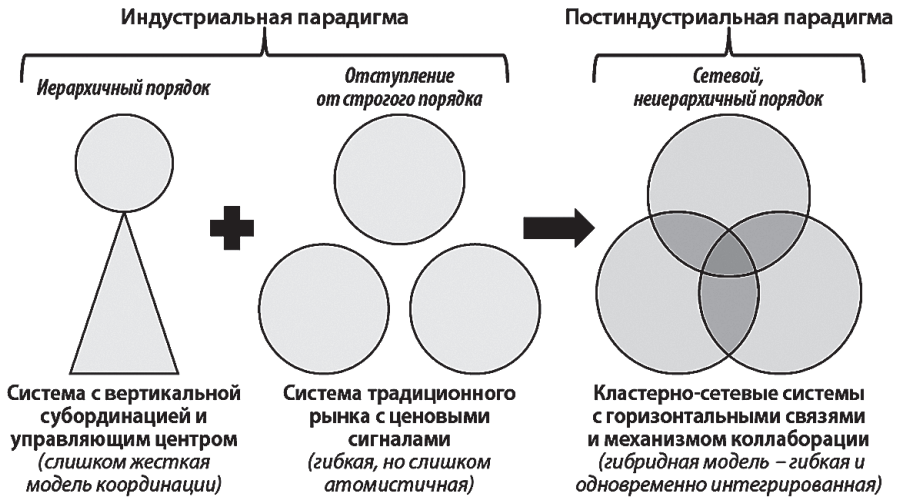 Индустриальная парадигма
Постиндустриальная парадигма
Иерархичный порядок
Отступление
от строгого порядка
Сетевой,
неиерархичный порядок
Система с вертикальной
субординацией и
управляющим центром
(слишком жесткая
модель координации)
Система традиционного
рынка с ценовыми
сигналами
(гибкая, но слишком
атомистичная)
Кластерно-сетевые системы
с горизонтальными связями
и механизмом коллаборации
(гибридная модель – гибкая и
одновременно интегрированная)